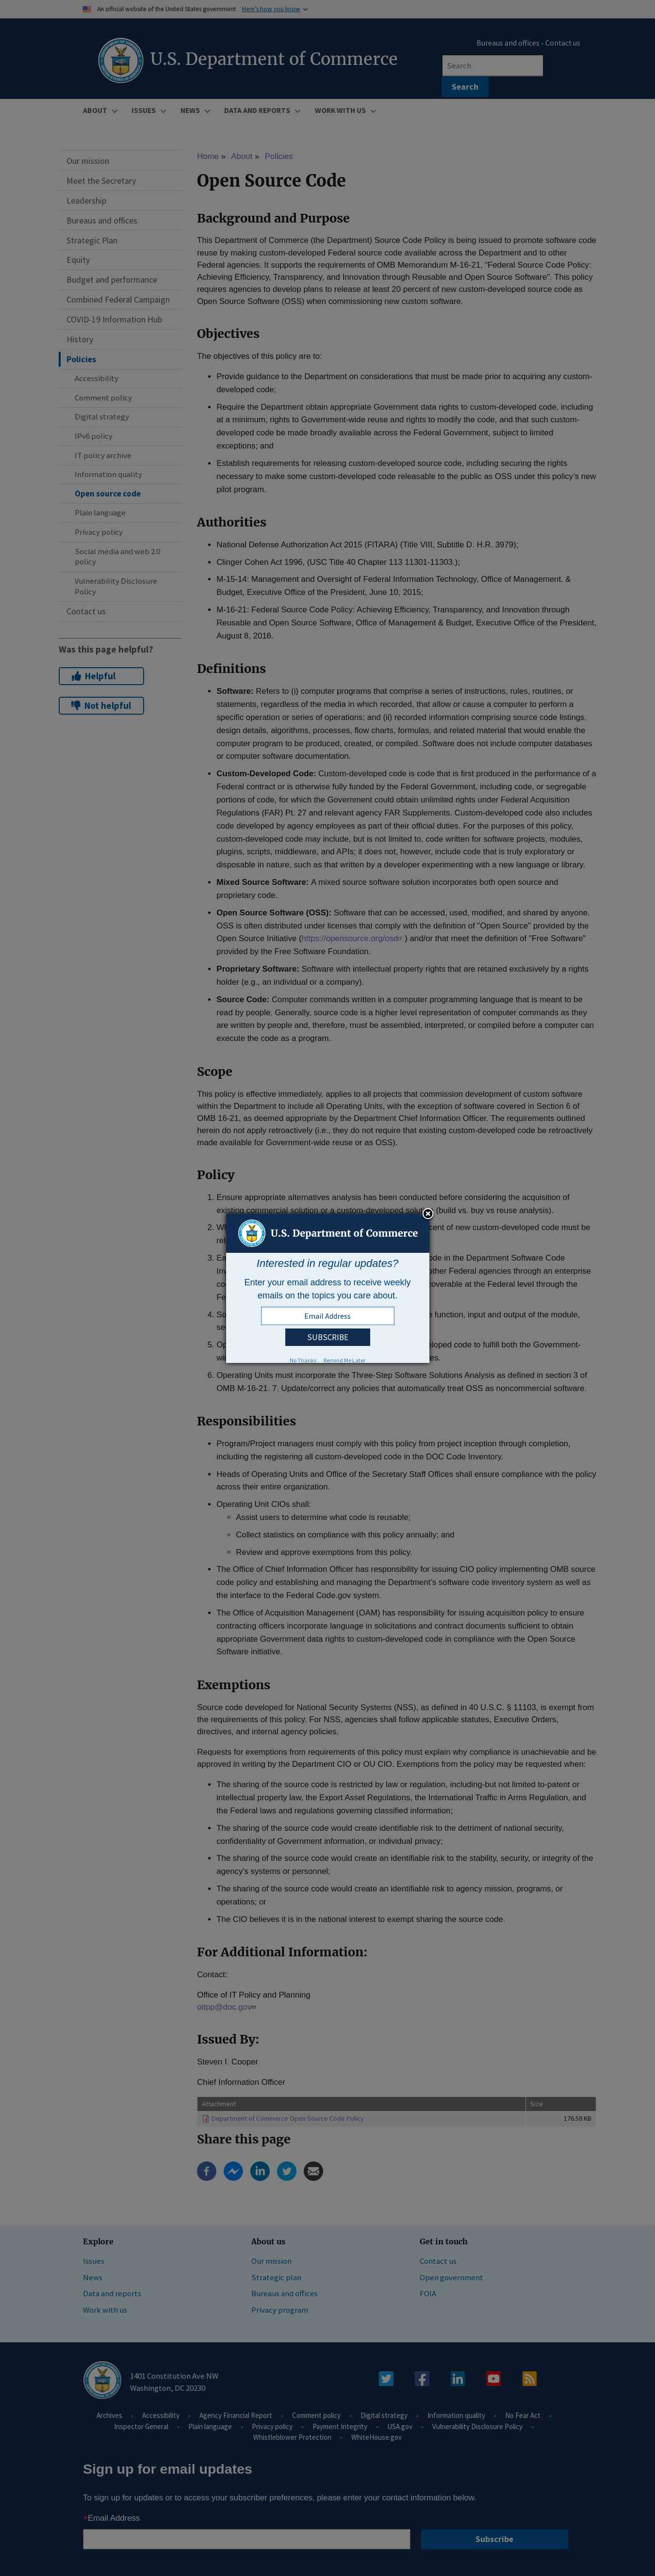 An official website of the United States government Here's how you know
U.S. Department of Commerce
Bureaus and offices - Contact us
Search
Search
ABOUT ISSUES NEWS DATA AND REPORTS WORK WITH US
Our mission
Meet the Secretary
Leadership
Bureaus and offices
Strategic Plan
Equity
Budget and performance
Combined Federal Campaign
COVID-19 Information Hub
History
Policies
Accessibility
Comment policy
Digital strategy
IPv6 policy
IT policy archive
Information quality
Open source code
Plain language
Privacy policy
Social media and web 2.0
policy
Vulnerability Disclosure
Policy
Contact us
Was this page helpful?
Helpful
Not helpful
Home » About » Policies
Open Source Code
Background and Purpose
This Department of Commerce (the Department) Source Code Policy is being issued to promote software code
reuse by making custom-developed Federal source code available across the Department and to other
Federal agencies. It supports the requirements of OMB Memorandum M-16-21, "Federal Source Code Policy:
Achieving Efficiency, Transparency, and Innovation through Reusable and Open Source Software". This policy
requires agencies to develop plans to release at least 20 percent of new custom-developed source code as
Open Source Software (OSS) when commissioning new custom software.
Objectives
The objectives of this policy are to:
• Provide guidance to the Department on considerations that must be made prior to acquiring any custom-
developed code;
• Require the Department obtain appropriate Government data rights to custom-developed code, including
at a minimum, rights to Government-wide reuse and rights to modify the code, and that such custom-
developed code be made broadly available across the Federal Government, subject to limited
exceptions; and
• Establish requirements for releasing custom-developed source code, including securing the rights
necessary to make some custom-developed code releasable to the public as OSS under this policy's new
pilot program.
Authorities
• National Defense Authorization Act 2015 (FITARA) (Title VIII, Subtitle D. H.R. 3979);
• Clinger Cohen Act 1996, (USC Title 40 Chapter 113 11301-11303.);
• M-15-14: Management and Oversight of Federal Information Technology, Office of Management. &
Budget, Executive Office of the President, June 10, 2015;
• M-16-21: Federal Source Code Policy: Achieving Efficiency, Transparency, and Innovation through
Reusable and Open Source Software, Office of Management & Budget, Executive Office of the President,
August 8, 2016.
Definitions
• Software: Refers to (i) computer programs that comprise a series of instructions, rules, routines, or
statements, regardless of the media in which recorded, that allow or cause a computer to perform a
specific operation or series of operations; and (ii) recorded information comprising source code listings,
design details, algorithms, processes, flow charts, formulas, and related material that would enable the
computer program to be produced, created, or compiled. Software does not include computer databases
or computer software documentation.
• Custom-Developed Code: Custom-developed code is code that is first produced in the performance of a
Federal contract or is otherwise fully funded by the Federal Government, including code, or segregable
portions of code, for which the Government could obtain unlimited rights under Federal Acquisition
Regulations (FAR) Pt. 27 and relevant agency FAR Supplements. Custom-developed code also includes
code developed by agency employees as part of their official duties. For the purposes of this policy,
custom-developed code may include, but is not limited to, code written for software projects, modules,
plugins, scripts, middleware, and APIs; it does not, however, include code that is truly exploratory or
disposable in nature, such as that written by a developer experimenting with a new language or library.
• Mixed Source Software: A mixed source software solution incorporates both open source and
proprietary code.
• Open Source Software (OSS): Software that can be accessed, used, modified, and shared by anyone.
OSS is often distributed under licenses that comply with the definition of "Open Source" provided by the
Open Source Initiative (https://opensource.org/osd ) and/or that meet the definition of "Free Software"
provided by the Free Software Foundation.
• Proprietary Software: Software with intellectual property rights that are retained exclusively by a rights
holder (e.g., an individual or a company).
• Source Code: Computer commands written in a computer programming language that is meant to be
read by people. Generally, source code is a higher level representation of computer commands than they
are written by people and, therefore, must be assembled, interpreted, or compiled before a computer can
execute the code as a program.
Scope
This policy is effective immediately, applies to all projects that commission development of custom software
within the Department to include all Operating Units, with the exception of software covered in Section 6 of
OMB 16-21, as deemed appropriate by the Department Chief Information Officer. The requirements outlined
herein do not apply retroactively (i.e., they do not require that existing custom-developed code be retroactively
made available for Government-wide reuse or as OSS).
Policy
1. Ensure appropriate alternatives analysis has been conducted before considering the acquisition of
existing commercial solution or a custom-developed solution (build vs. buy vs reuse analysis).
2. cent of new custom-developed code must be
3. de in the Department Software Code
ther Federal agencies through an enterprise
overable at the Federal level through the
4. e function, input and output of the module,
5. eloped code to fulfill both the Government-
6. Operating Units must incorporate the Three-Step Software Solutions Analysis as defined in section 3 of
OMB M-16-21. 7. Update/correct any policies that automatically treat OSS as noncommercial software.
U.S. Department of Commerce
Interested in regular updates?
Enter your email address to receive weekly
emails on the topics you care about.
Email Address
SUBSCRIBE
No Thanks Remind Me Later
Responsibilities
• Program/Project managers must comply with this policy from project inception through completion,
including the registering all custom-developed code in the DOC Code Inventory.
• Heads of Operating Units and Office of the Secretary Staff Offices shall ensure compliance with the policy
across their entire organization.
• Operating Unit CIOs shall:
Assist users to determine what code is reusable;
Collect statistics on compliance with this policy annually; and
Review and approve exemptions from this policy.
• The Office of Chief Information Officer has responsibility for issuing CIO policy implementing OMB source
code policy and establishing and managing the Department's software code inventory system as well as
the interface to the Federal Code.gov system.
• The Office of Acquisition Management (OAM) has responsibility for issuing acquisition policy to ensure
contracting officers incorporate language in solicitations and contract documents sufficient to obtain
appropriate Government data rights to custom-developed code in compliance with the Open Source
Software initiative.
Exemptions
Source code developed for National Security Systems (NSS), as defined in 40 U.S.C. § 11103, is exempt from
the requirements of this policy. For NSS, agencies shall follow applicable statutes, Executive Orders,
directives, and internal agency policies.
Requests for exemptions from requirements of this policy must explain why compliance is unachievable and be
approved in writing by the Department CIO or OU CIO. Exemptions from the policy may be requested when:
• The sharing of the source code is restricted by law or regulation, including-but not limited to-patent or
intellectual property law, the Export Asset Regulations, the International Traffic in Arms Regulation, and
the Federal laws and regulations governing classified information;
• The sharing of the source code would create an identifiable risk to the detriment of national security,
confidentiality of Government information, or individual privacy;
• The sharing of the source code would create an identifiable risk to the stability, security, or integrity of the
agency's systems or personnel;
• The sharing of the source code would create an identifiable risk to agency mission, programs, or
operations; or
• The CIO believes it is in the national interest to exempt sharing the source code.
For Additional Information:
Contact:
Office of IT Policy and Planning
oitpp@doc.gov
Issued By:
Steven I. Cooper
Chief Information Officer
Attachment Size
Department of Commerce Open Source Code Policy 176.58 KB
Share this page
Explore
Issues
News
Data and reports
Work with us
About us
Our mission
Strategic plan
Bureaus and offices
Privacy program
Get in touch
Contact us
Open government
FOIA
1401 Constitution Ave NW
Washington, DC 20230
Archives - Accessibility - Agency Financial Report - Comment policy - Digital strategy - Information quality - No Fear Act -
Inspector General - Plain language - Privacy policy - Payment Integrity - USA.gov - Vulnerability Disclosure Policy -
Whistleblower Protection - WhiteHouse.gov
Sign up for email updates
To sign up for updates or to access your subscriber preferences, please enter your contact information below.
*Email Address
Subscribe